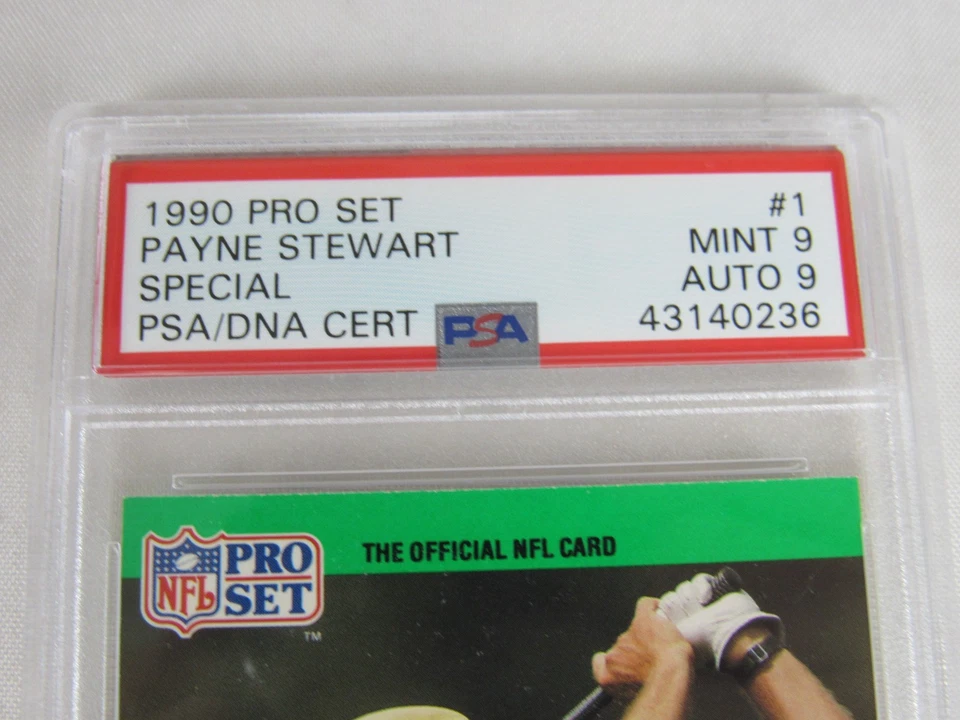 1990 PRO SET #1
PAYNE STEWART MINT 9
SPECIAL AUTO 9
PSA/DNA CERT PSA 43140236
NFL PRO SET TM
THE OFFICIAL NFL CARD